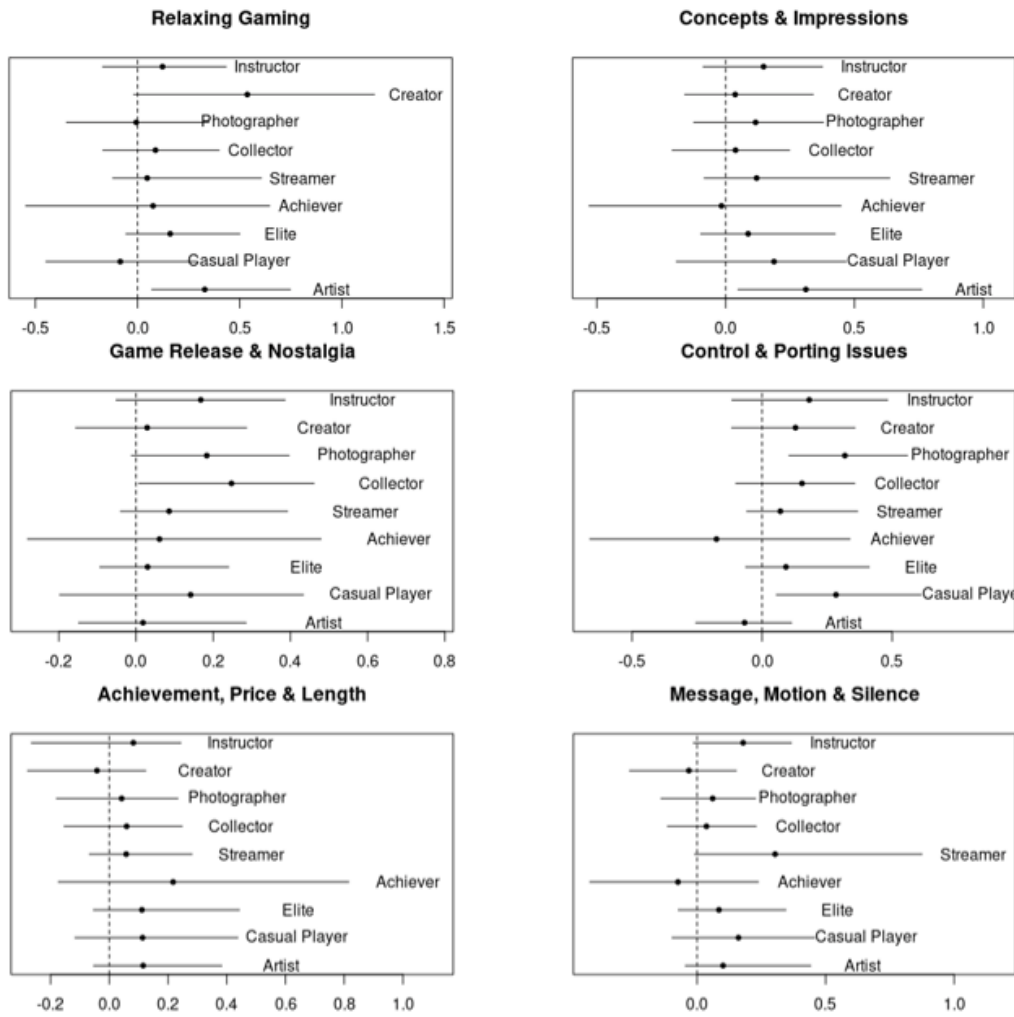 Relaxing Gaming
Instructor
Creator
Photographer
Collector
Streamer
Achiever
Elite
Casual Player
Artist
-0.5 0.0 0.5 1.0 1.5
Concepts & Impressions
Instructor
Creator
Photographer
Collector
Streamer
Achiever
Elite
Casual Player
Artist
-0.5 0.0 0.5 1.0
Game Release & Nostalgia
Instructor
Creator
Photographer
Collector
Streamer
Achiever
Elite
Casual Player
Artist
-0.2 0.0 0.2 0.4 0.6 0.8
Control & Porting Issues
Instructor
Creator
Photographer
Collector
Streamer
Achiever
Elite
Casual Playe
Artist
-0.5 0.0 0.5
Achievement, Price & Length
Instructor
Creator
Photographer
Collector
Streamer
Achiever
Elite
Casual Player
Artist
-0.2 0.0 0.2 0.4 0.6 0.8 1.0
Message, Motion & Silence
Instructor
Creator
Photographer
Collector
Streamer
Achiever
Elite
Casual Player
Artist
0.0 0.5 1.0